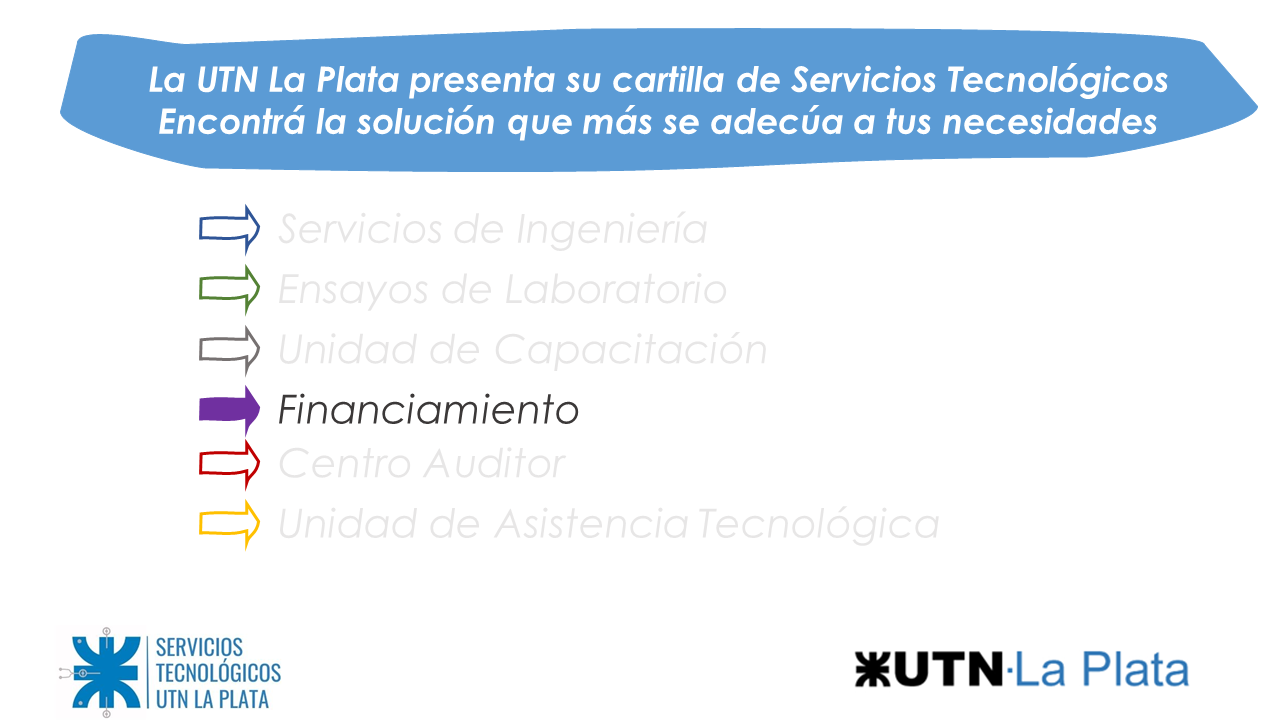 La UTN La Plata presenta su cartilla de Servicios Tecnológicos
Encontrá la solución que más se adecúa a tus necesidades
Servicios de Ingeniería
Ensayos de Laboratorio
Unidad de Capacitación
Financiamiento
Centro Auditor
Unidad de Asistencia Tecnológica
SERVICIOS
TECNOLÓGICOS
UTN LA PLATA
UTN·La Plata